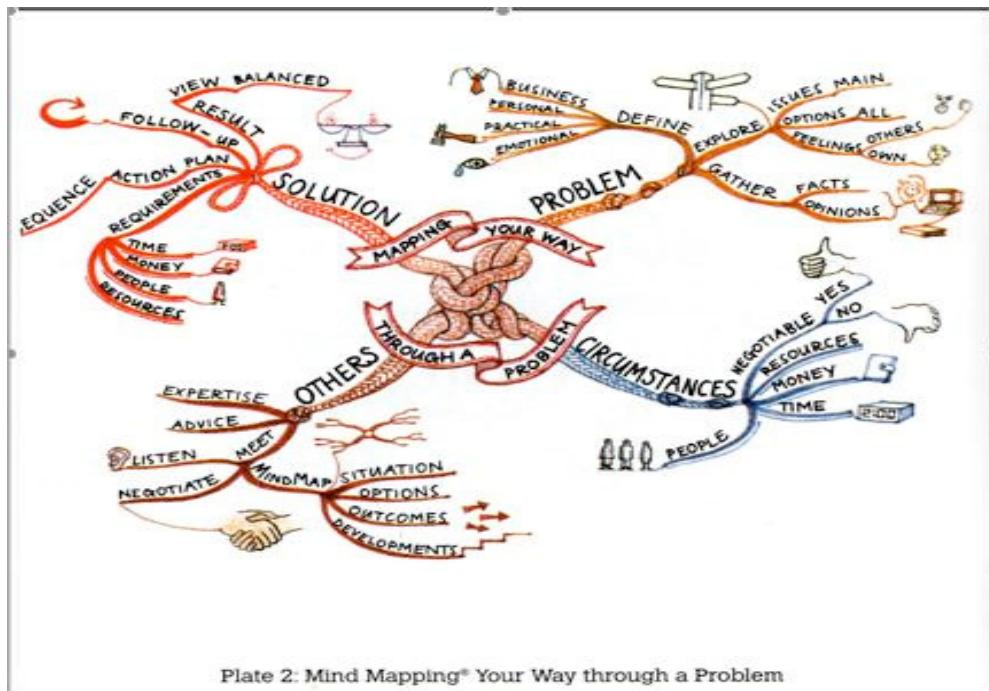 MAPPING YOUR WAY
THROUGH A PROBLEM
PROBLEM
DEFINE
BUSINESS
PERSONAL
PRACTICAL
EMOTIONAL
EXPLORE
ISSUES MAIN
OPTIONS ALL
FEELINGS
OTHERS
OWN
GATHER
FACTS
OPINIONS
CIRCUMSTANCES
NEGOTIABLE
YES
NO
RESOURCES
MONEY
TIME
12:00
PEOPLE
OTHERS
EXPERTISE
ADVICE
MEET
LISTEN
NEGOTIATE
MINDMAP
SITUATION
OPTIONS
OUTCOMES
DEVELOPMENTS
SOLUTION
VIEW BALANCED
RESULT
FOLLOW-UP
ACTION PLAN
EQUENCE
REQUIREMENTS
TIME
MONEY
PEOPLE
RESOURCES
Plate 2: Mind Mapping® Your Way through a Problem